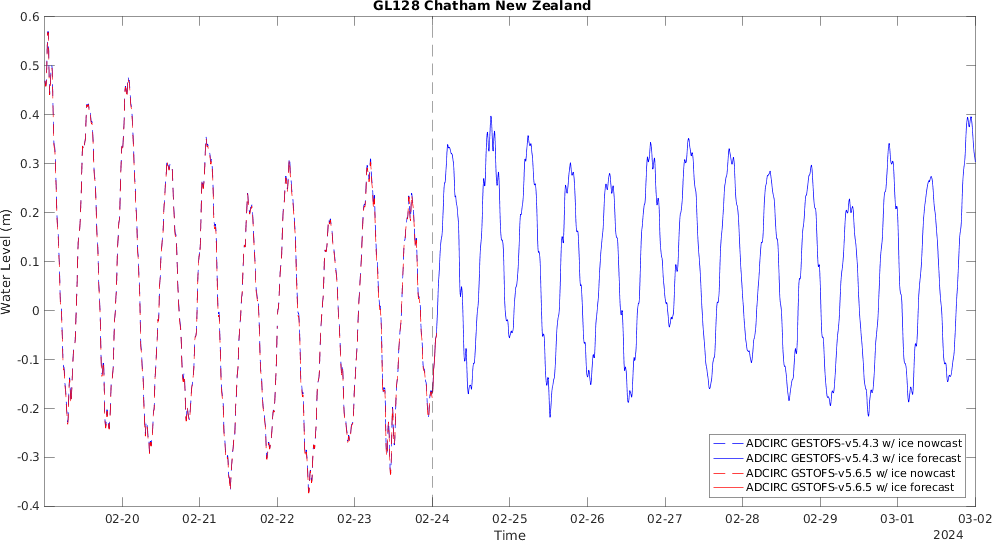 GL128 Chatham New Zealand
0.6
0.5
0.4
0.3
0.2
0.1
0
-0.1
-0.2
-0.3
-0.4
Water Level (m)
ADCIRC GESTOFS-v5.4.3 w/ ice nowcast
ADCIRC GESTOFS-v5.4.3 w/ ice forecast
ADCIRC GSTOFS-v5.6.5 w/ ice nowcast
ADCIRC GSTOFS-v5.6.5 w/ ice forecast
02-20 02-21 02-22 02-23 02-24 02-25 02-26 02-27 02-28 02-29 03-01 03-02
Time
2024